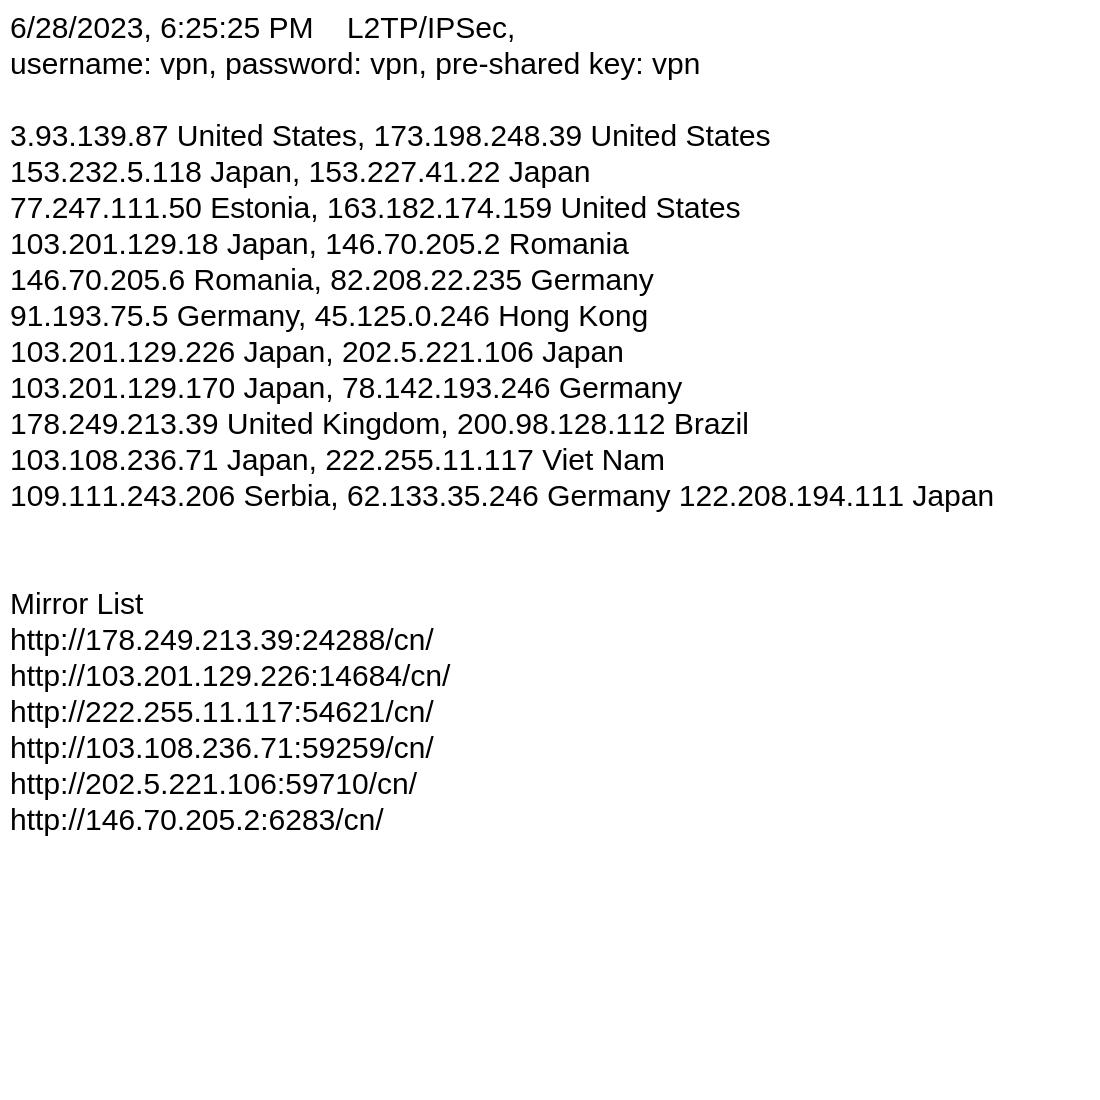 6/28/2023, 6:25:25 PM    L2TP/IPSec,
username: vpn, password: vpn, pre-shared key: vpn
3.93.139.87 United States, 173.198.248.39 United States
153.232.5.118 Japan, 153.227.41.22 Japan
77.247.111.50 Estonia, 163.182.174.159 United States
103.201.129.18 Japan, 146.70.205.2 Romania
146.70.205.6 Romania, 82.208.22.235 Germany
91.193.75.5 Germany, 45.125.0.246 Hong Kong
103.201.129.226 Japan, 202.5.221.106 Japan
103.201.129.170 Japan, 78.142.193.246 Germany
178.249.213.39 United Kingdom, 200.98.128.112 Brazil
103.108.236.71 Japan, 222.255.11.117 Viet Nam
109.111.243.206 Serbia, 62.133.35.246 Germany 122.208.194.111 Japan
Mirror List
http://178.249.213.39:24288/cn/
http://103.201.129.226:14684/cn/
http://222.255.11.117:54621/cn/
http://103.108.236.71:59259/cn/
http://202.5.221.106:59710/cn/
http://146.70.205.2:6283/cn/